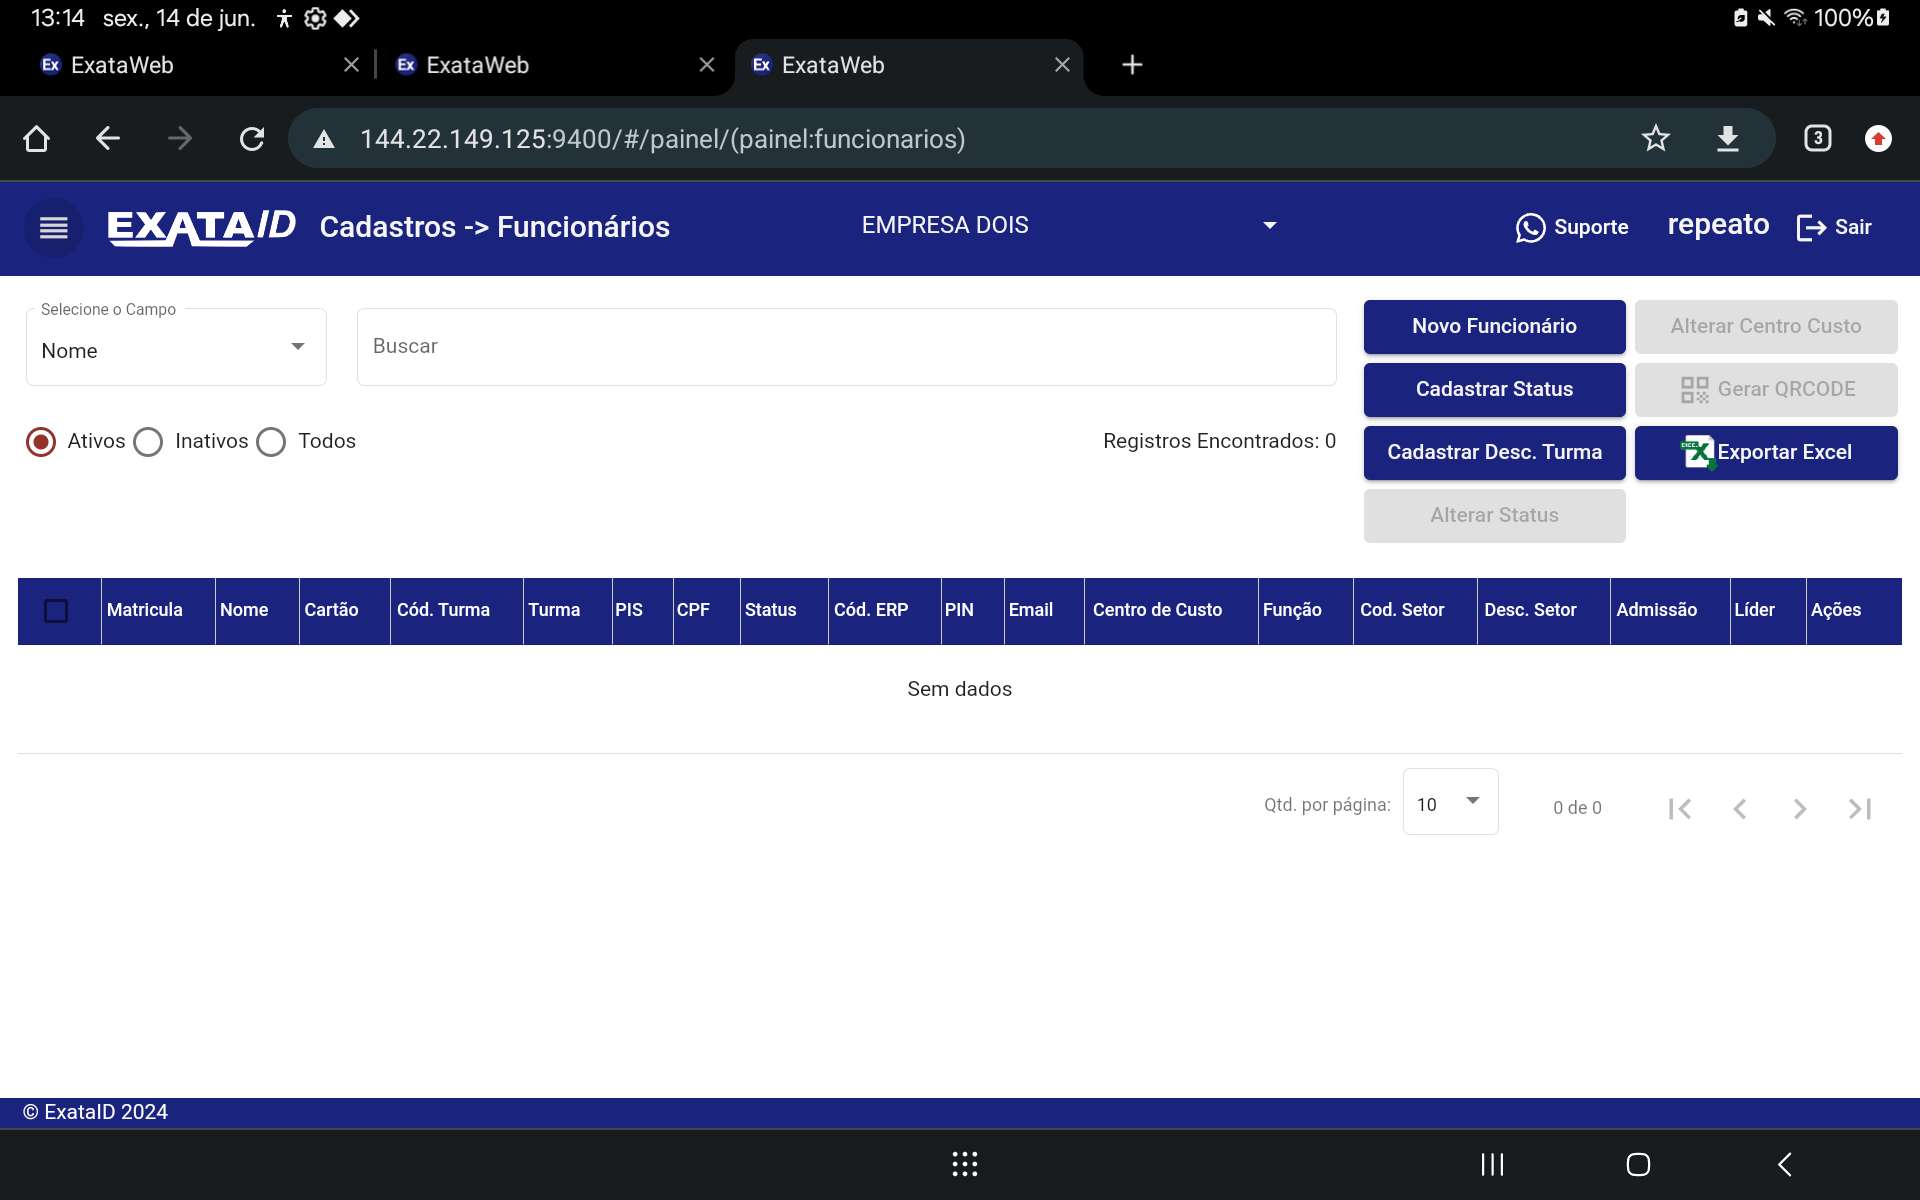 13:14 sex., 14 de jun. 100%
Ex ExataWeb Ex ExataWeb Ex ExataWeb
144.22.149.125:9400/#/painel/(painel:funcionarios) 3
EXATAID Cadastros -> Funcionários EMPRESA DOIS Suporte repeato Sair
Selecione o Campo
Nome
Buscar
Novo Funcionário Alterar Centro Custo
Cadastrar Status Gerar QRCODE
Ativos Inativos Todos Registros Encontrados: 0
Cadastrar Desc. Turma Exportar Excel
Alterar Status
Matricula Nome Cartão Cód. Turma Turma PIS CPF Status Cód. ERP PIN Email Centro de Custo Função Cod. Setor Desc. Setor Admissão Líder Ações
Sem dados
Qtd. por página: 10 0 de 0
© ExataID 2024